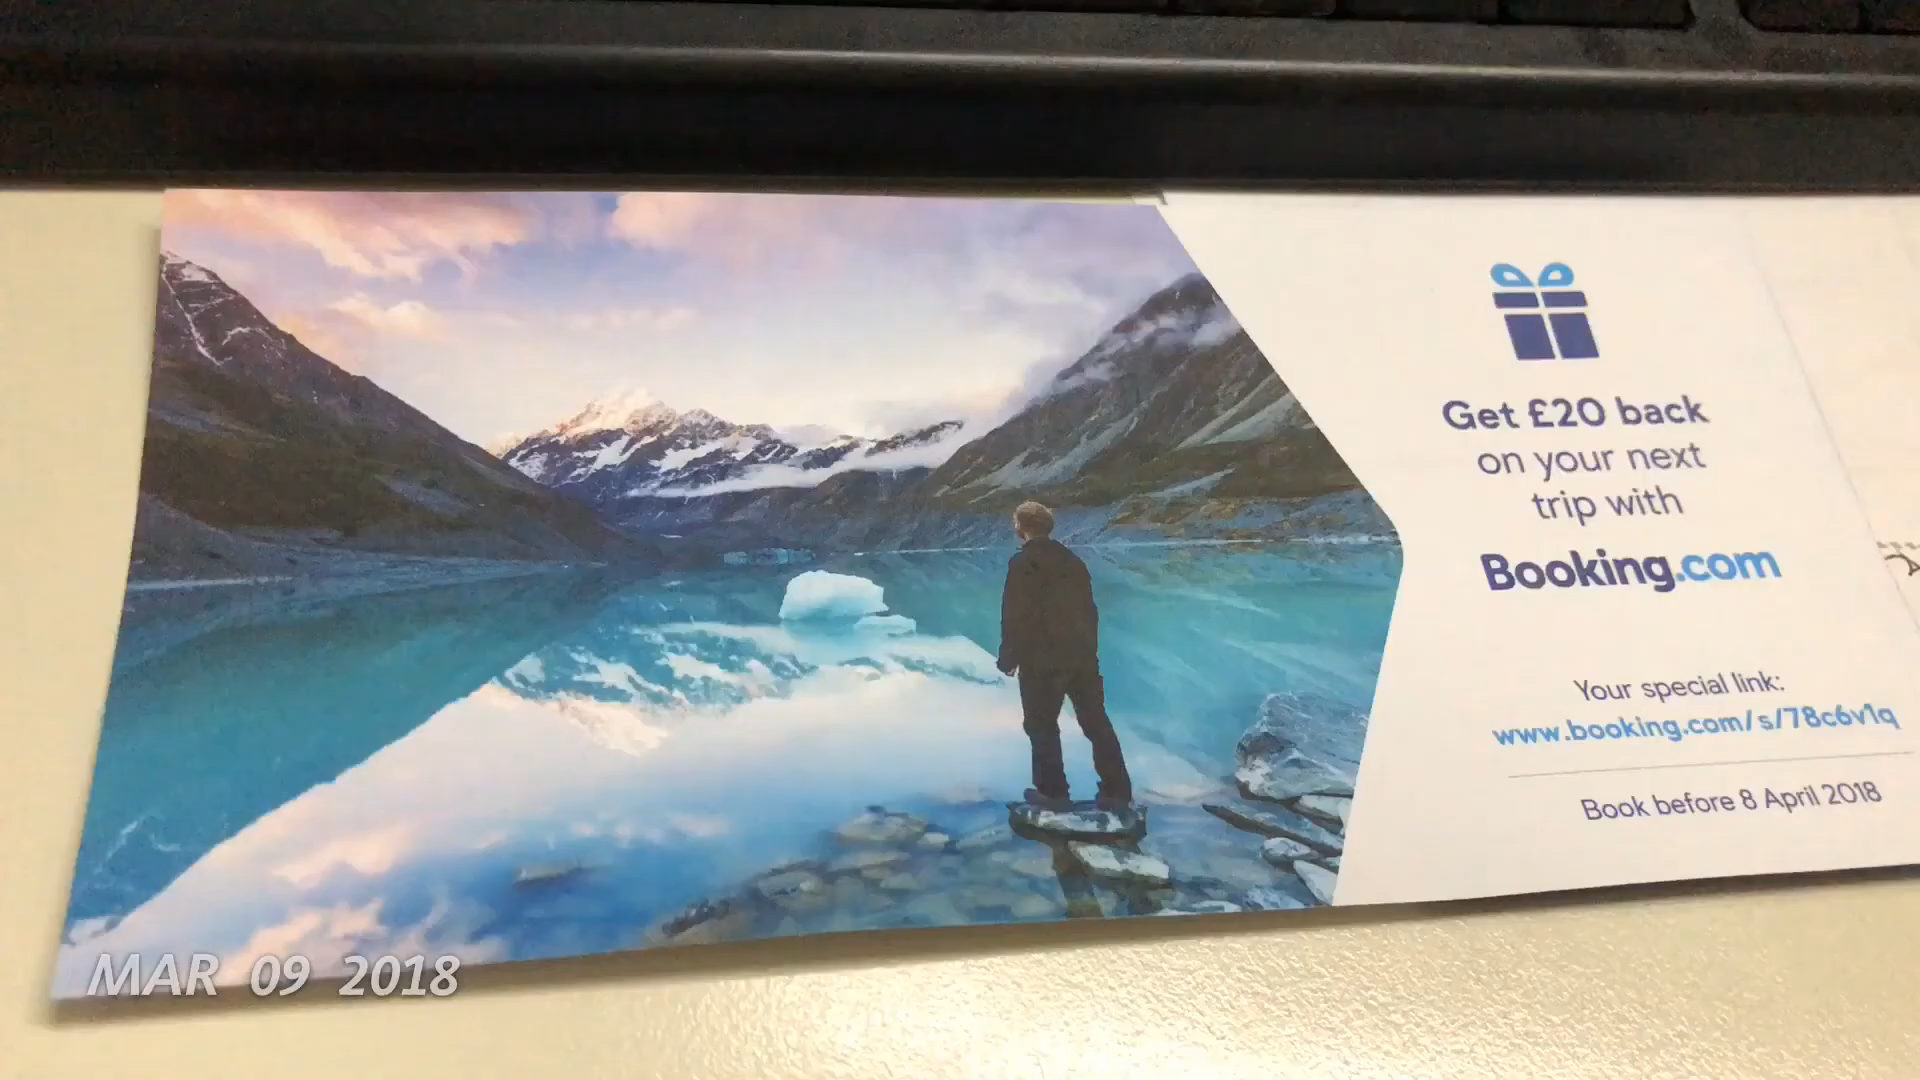 Get £20 back
on your next
trip with
Booking.com
Your special link:
www.booking.com/s/78c6v1q
Book before 8 April 2018
MAR 09 2018